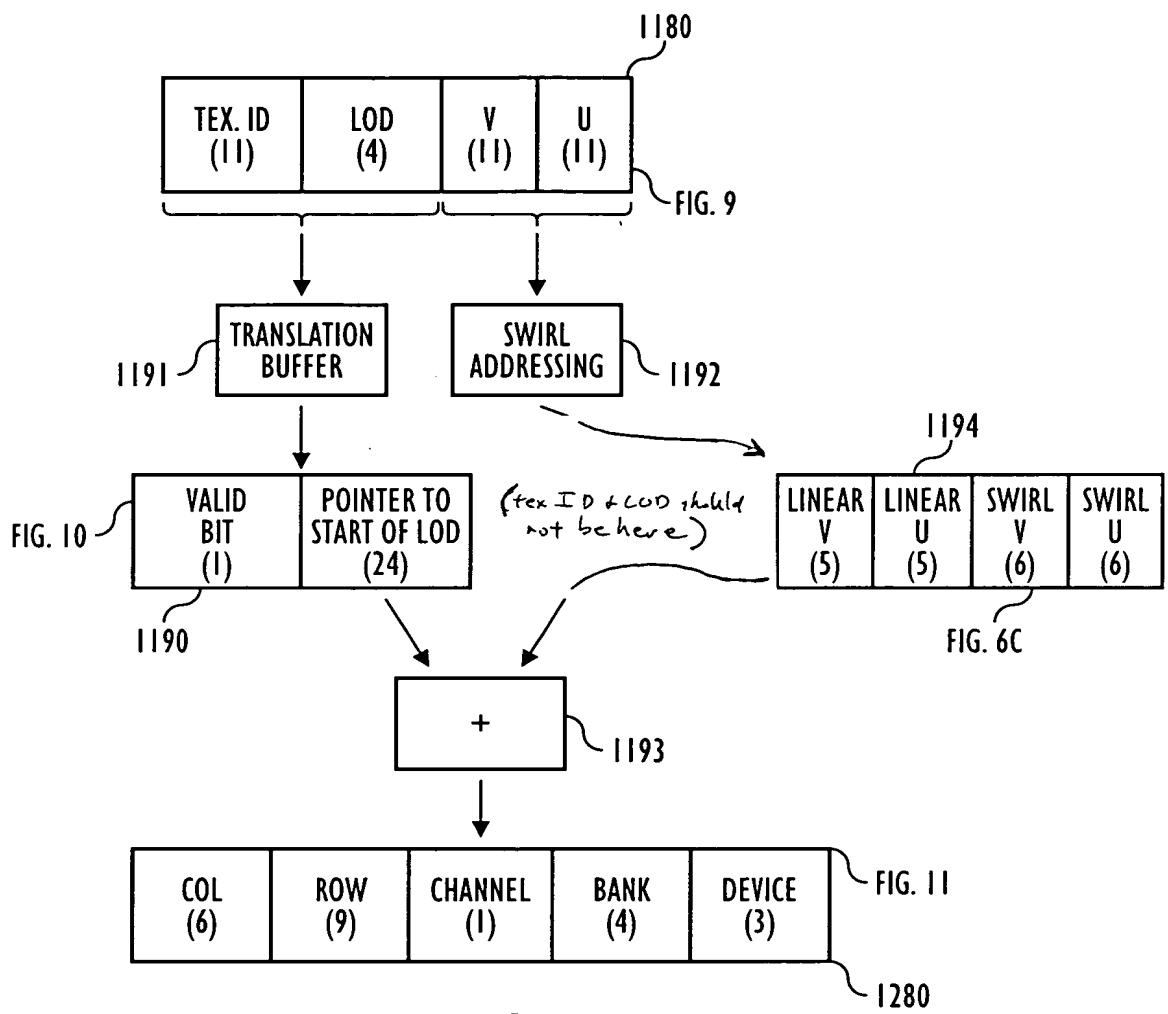 1180
TEX. ID LOD V U
(11) (4) (11) (11)
FIG. 9
TRANSLATION
BUFFER
1191
SWIRL
ADDRESSING
1192
1194
VALID
BIT
(1)
POINTER TO
START OF LOD
(24)
FIG. 10
1190
(tex ID & LOD should
not be here)
LINEAR
V
(5)
LINEAR
U
(5)
SWIRL
V
(6)
SWIRL
U
(6)
FIG. 6C
+
1193
COL ROW CHANNEL BANK DEVICE
(6) (9) (1) (4) (3)
FIG. 11
1280